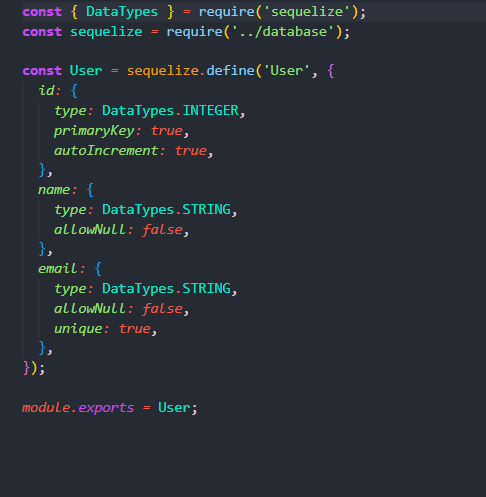 const { DataTypes } = require('sequelize');
const sequelize = require('../database');
const User = sequelize.define('User', {
id: {
type: DataTypes.INTEGER,
primaryKey: true,
autoIncrement: true,
},
name: {
type: DataTypes.STRING,
allowNull: false,
},
email: {
type: DataTypes.STRING,
allowNull: false,
unique: true,
},
});
module.exports = User;